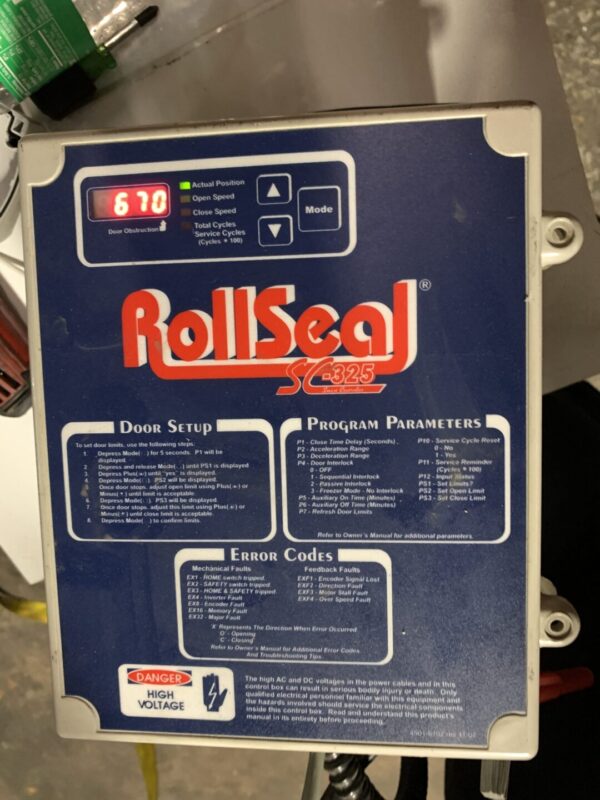 670
Door Obstruction
Actual Position
Open Speed
Close Speed
Total Cycles
Service Cycles
(Cycles * 100)
▲
▼
Mode
RollSeal®
SC-325
DOOR SETUP
To set door limits, use the following steps:
1. Depress Mode( ) for 5 seconds. P1 will be
displayed.
2. Depress and release Mode( ) until PS1 is displayed
3. Depress Plus(+) until "yes" is displayed.
4. Depress Mode( ) PS2 will be displayed.
5. Once door stops, adjust open limit using Plus(+) or
Minus(+) until limit is acceptable.
6. Depress Mode( ). PS3 will be displayed.
7. Once door stops, adjust this limit using Plus(+) or
Minus(+) until close limit is acceptable.
8. Depress Mode( ) to confirm limits.
PROGRAM PARAMETERS
P1 - Close Time Delay (Seconds)
P2 - Acceleration Range
P3 - Deceleration Range
P4 - Door Interlock
0 - OFF
1 - Sequential Interlock
2 - Passive Interlock
3 - Freezer Mode - No Interlock
P5 - Auxiliary On Time (Minutes)
P6 - Auxiliary Off Time (Minutes)
P7 - Refresh Door Limits
P10 - Service Cycle Reset
0 - No
1 - Yes
P11 - Service Reminder
(Cycles * 100)
P12 - Input Status
PS1 - Set Limits?
PS2 - Set Open Limit
PS3 - Set Close Limit
Refer to Owner's Manual for additional parameters.
ERROR CODES
Mechanical Faults
EX1 - HOME switch tripped.
EX2 - SAFETY switch tripped.
EX3 - HOME & SAFETY tripped.
EX4 - Inverter Fault
EX8 - Encoder Fault
EX16 - Memory Fault
EX32 - Major Fault
Feedback Faults
EXF1 - Encoder Signal Lost
EXF2 - Direction Fault
EXF3 - Motor Stall Fault
EXF4 - Over Speed Fault
'X' Represents The Direction When Error Occurred
'O' - Opening
'C' - Closing
Refer to Owner's Manual for Additional Error Codes
And Troubleshooting Tips.
DANGER
HIGH
VOLTAGE
The high AC and DC voltages in the power cables and in this
control box can result in serious bodily injury or death. Only
qualified electrical personnel familiar with this equipment and
the hazards involved should service the electrical components
inside this control box. Read and understand this product's
manual in its entirety before proceeding.